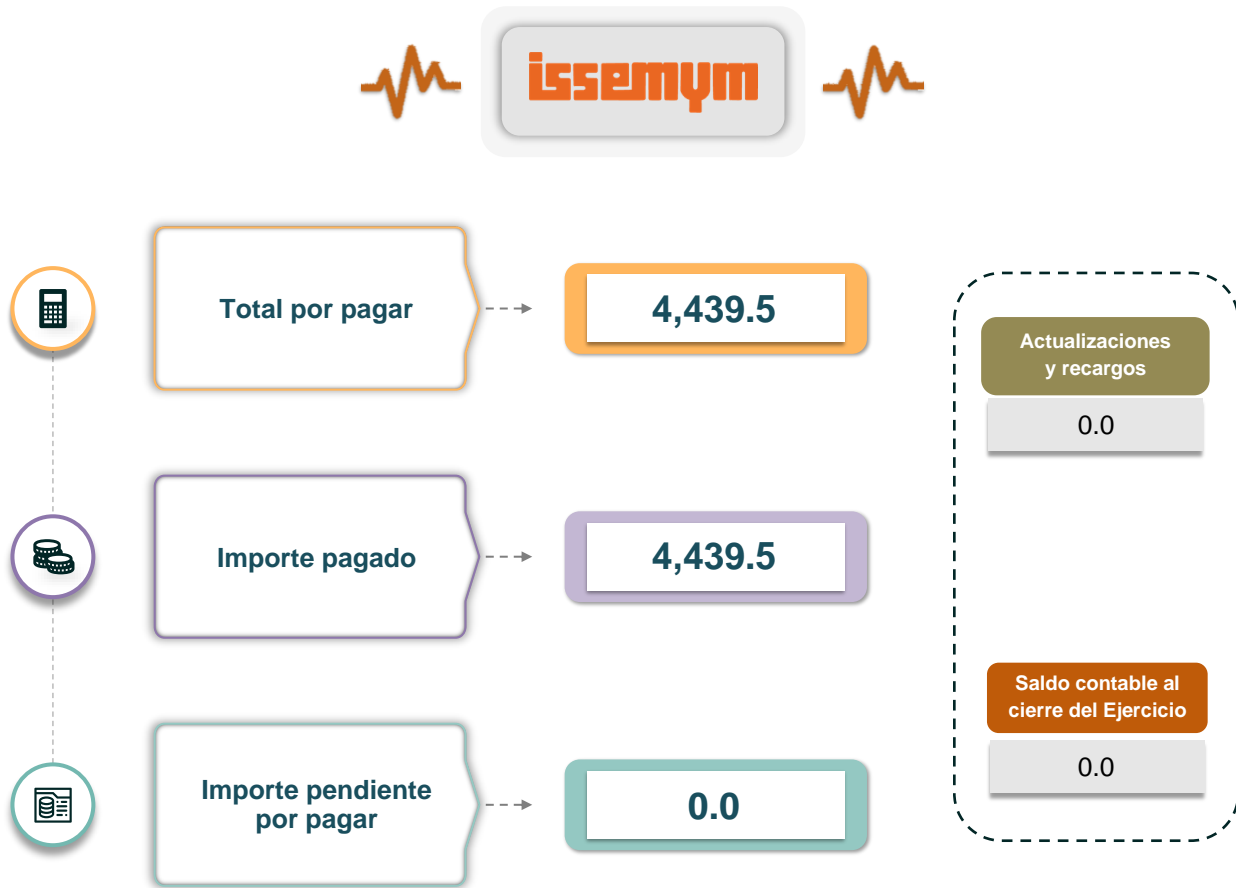 issemym
Total por pagar
4,439.5
Actualizaciones
y recargos
0.0
Importe pagado
4,439.5
Saldo contable al
cierre del Ejercicio
0.0
Importe pendiente
por pagar
0.0